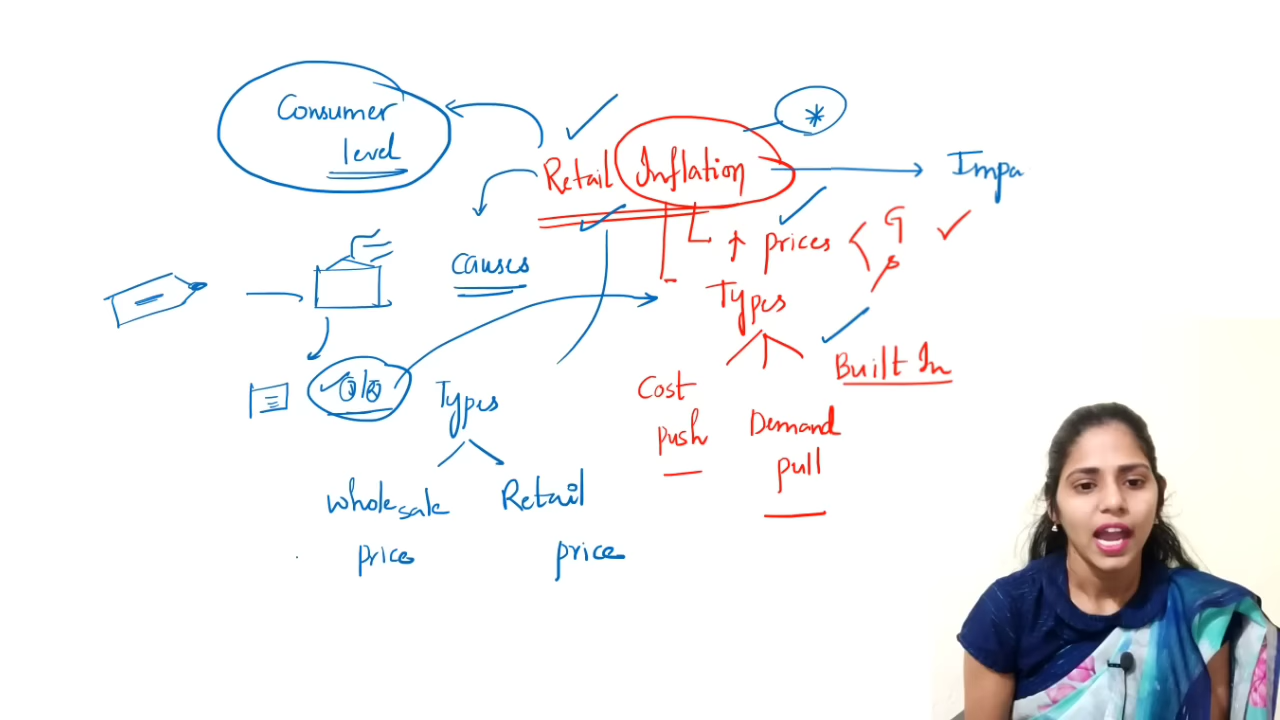 Consumer
level
*
Retail Inflation
Impa
↑ prices
G
s
causes
Types
Built In
Cost
push
Demand
pull
Types
wholesale
price
Retail
price